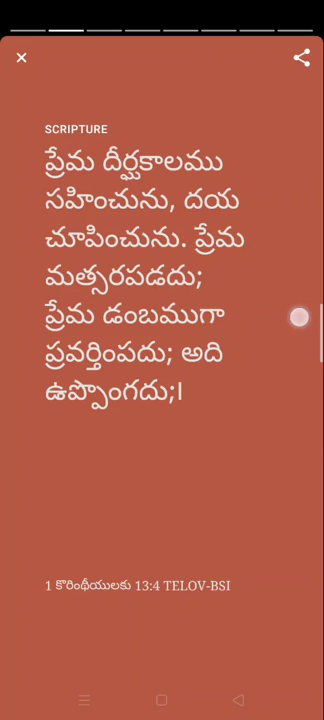 SCRIPTURE
ప్రేమ దీర్ఘకాలము
సహించును, దయ
చూపించును. ప్రేమ
మత్సరపడదు;
ప్రేమ డంబముగా
ప్రవర్తింపదు; అది
ఉప్పొంగదు;।
1 కొరింథీయులకు 13:4 TELOV-BSI